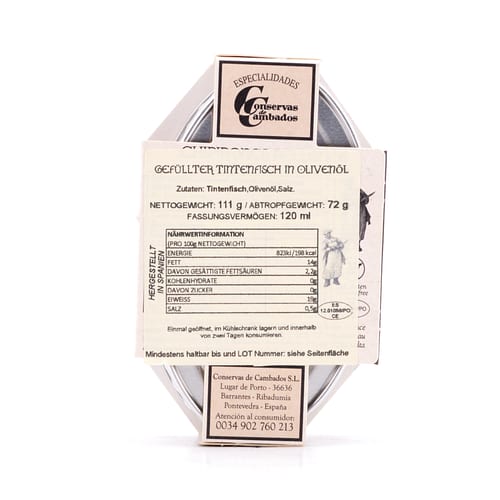 ESPECIALIDADES
Conservas
de
Cambados
GEFÜLLTER TINTENFISCH IN OLIVENÖL
Zutaten: Tintenfisch,Olivenöl,Salz.
NETTOGEWICHT: 111 g / ABTROPFGEWICHT: 72 g
FASSUNGSVERMÖGEN: 120 ml
HERGESTELLT
IN SPANIEN
NÄHRWERTINFORMATION
(PRO 100g NETTOGEWICHT)
ENERGIE 823kl/198 kcal
FETT 14g
DAVON GESÄTTIGTE FETTSÄUREN 2,2g
KOHLENHYDRATE 0g
DAVON ZUCKER 0g
EIWEISS 19g
SALZ 0,5g
ES
CE
Einmal geöffnet, im Kühlschrank lagern und innerhalb
von zwei Tagen konsumieren.
Mindestens haltbar bis und LOT Nummer: siehe Seitenfläche
Conservas de Cambados S.L.
Lugar de Porto - 36636
Barrantes - Ribadumia
Pontevedra - España
Atención al consumidor:
0034 902 760 213